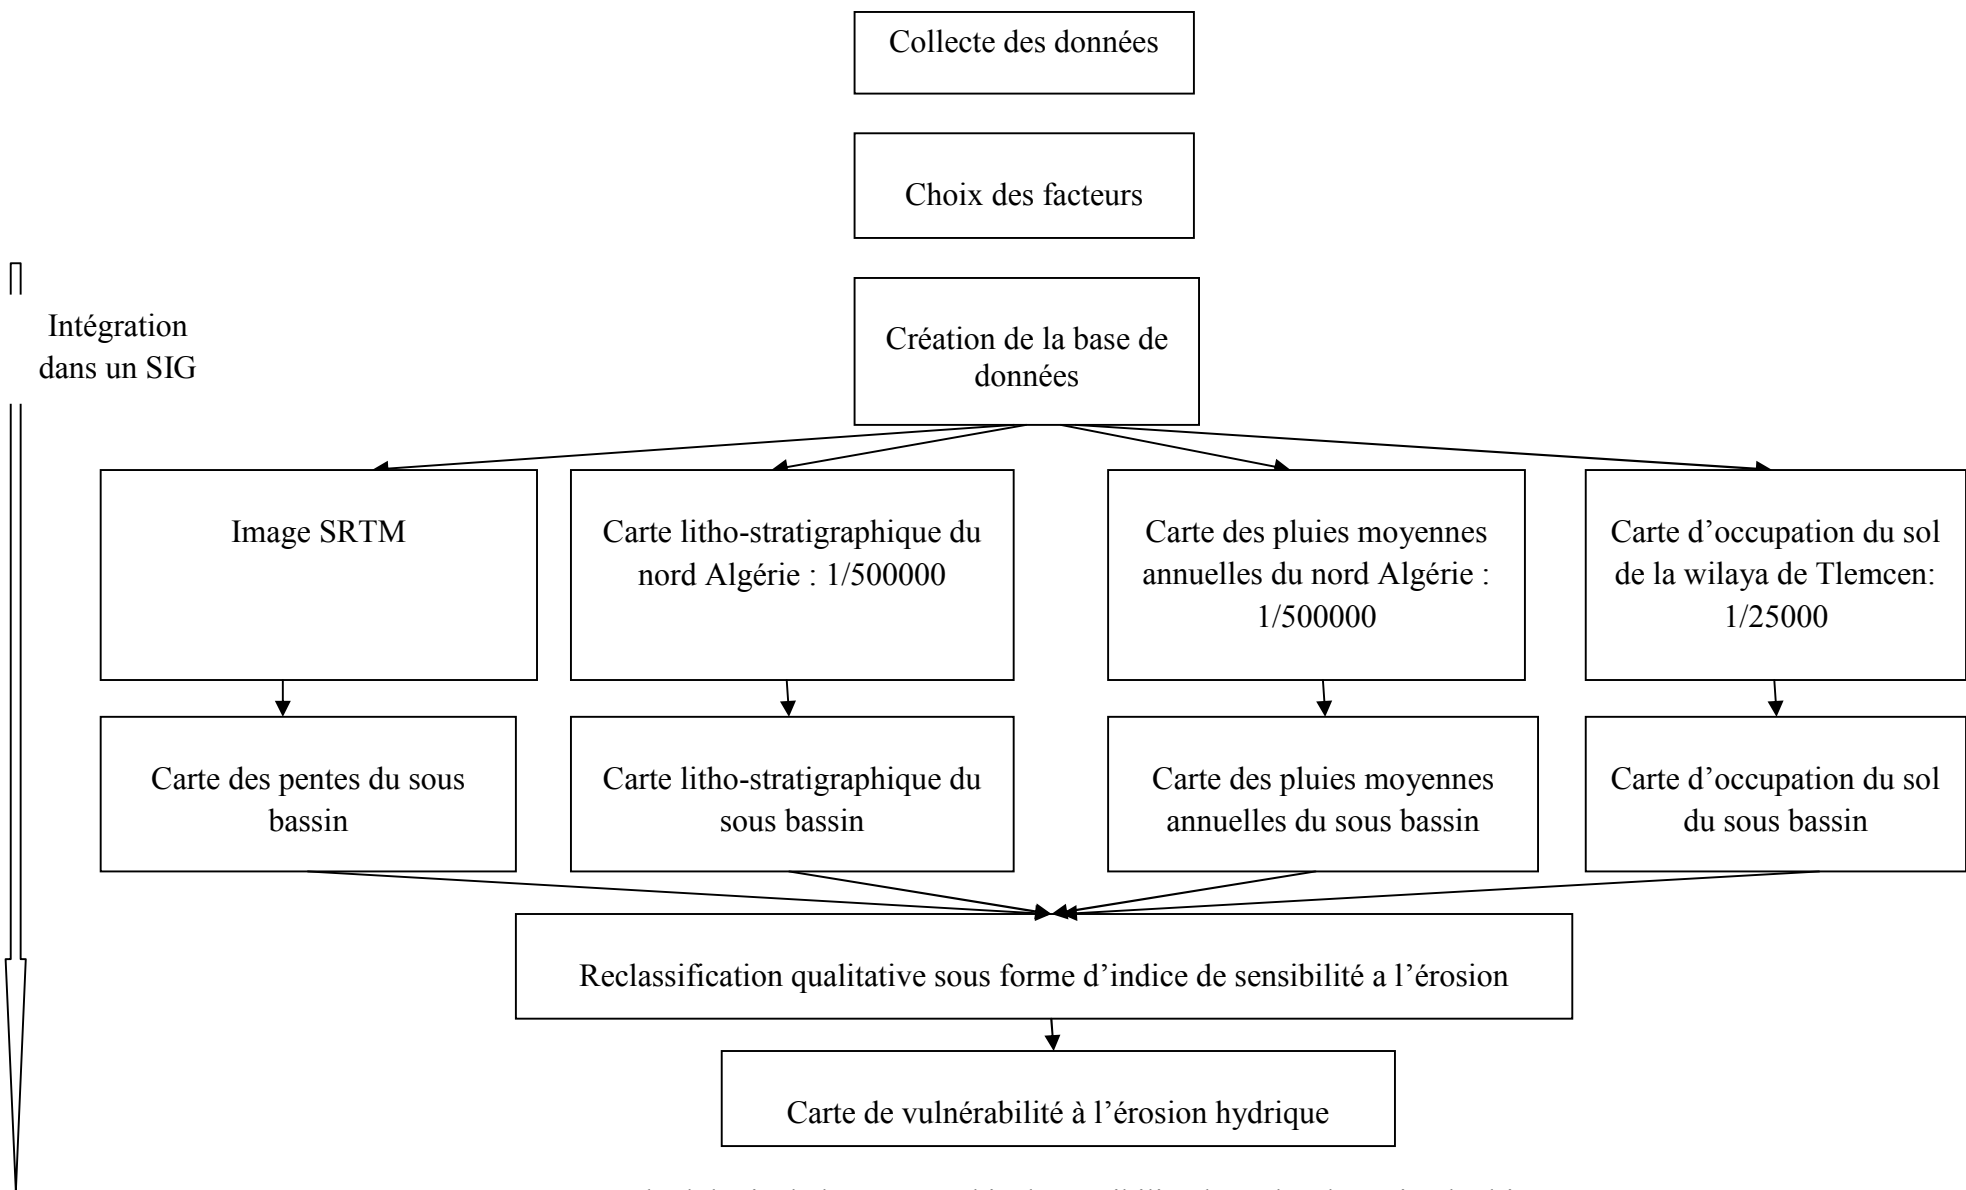 Collecte des données
Choix des facteurs
Intégration
dans un SIG
Création de la base de
données
Image SRTM
Carte litho-stratigraphique du
nord Algérie : 1/500000
Carte des pluies moyennes
annuelles du nord Algérie :
1/500000
Carte d’occupation du sol
de la wilaya de Tlemcen:
1/25000
Carte des pentes du sous
bassin
Carte litho-stratigraphique du
sous bassin
Carte des pluies moyennes
annuelles du sous bassin
Carte d’occupation du sol
du sous bassin
Reclassification qualitative sous forme d’indice de sensibilité a l’érosion
Carte de vulnérabilité à l’érosion hydrique